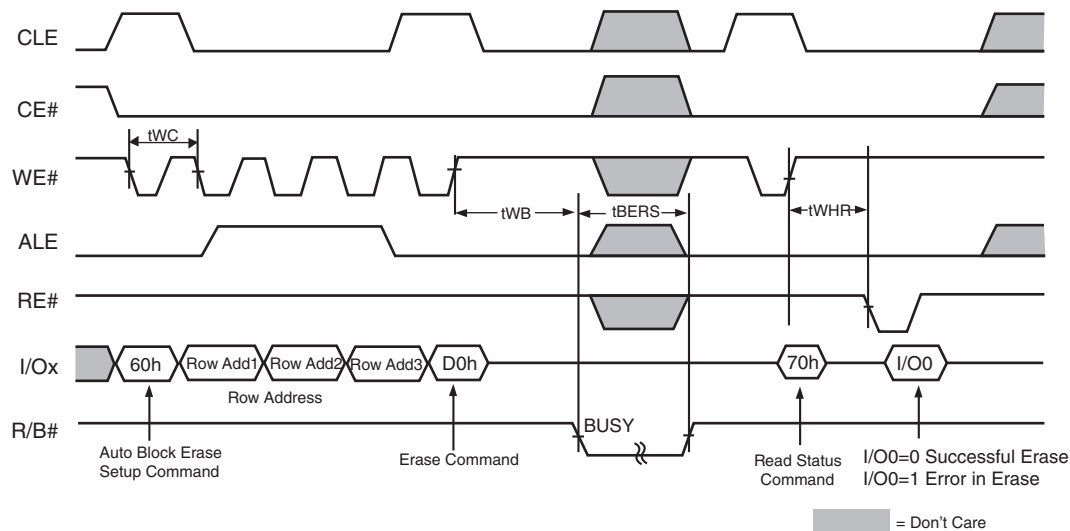 CLE
CE#
tWC
WE#
tWB
tBERS
tWHR
ALE
RE#
I/Ox
60h
Row Add1
Row Add2
Row Add3
D0h
70h
I/O0
Row Address
R/B#
BUSY
Auto Block Erase
Setup Command
Erase Command
Read Status
Command
I/O0=0 Successful Erase
I/O0=1 Error in Erase
= Don't Care